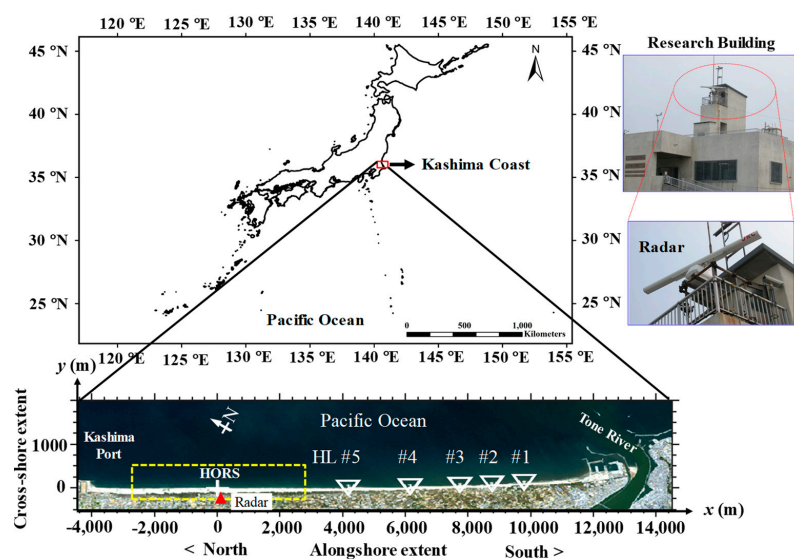 120 °E 125 °E 130 °E 135 °E 140 °E 145 °E 150 °E 155 °E
45 °N
40 °N
35 °N
30 °N
25 °N
N
Kashima Coast
Pacific Ocean
0 500 1,000
Kilometers
45 °N
40 °N
35 °N
30 °N
25 °N
120 °E 125 °E 130 °E 135 °E 140 °E 145 °E 150 °E 155 °E
Research Building
Radar
y (m)
Cross-shore extent
1000
0
Kashima
Port
N
Pacific Ocean
HORS
Radar
HL #5 #4 #3 #2 #1
Tone River
-4,000 -2,000 0 2,000 4,000 6,000 8,000 10,000 12,000 14,500
x (m)
< North Alongshore extent South >